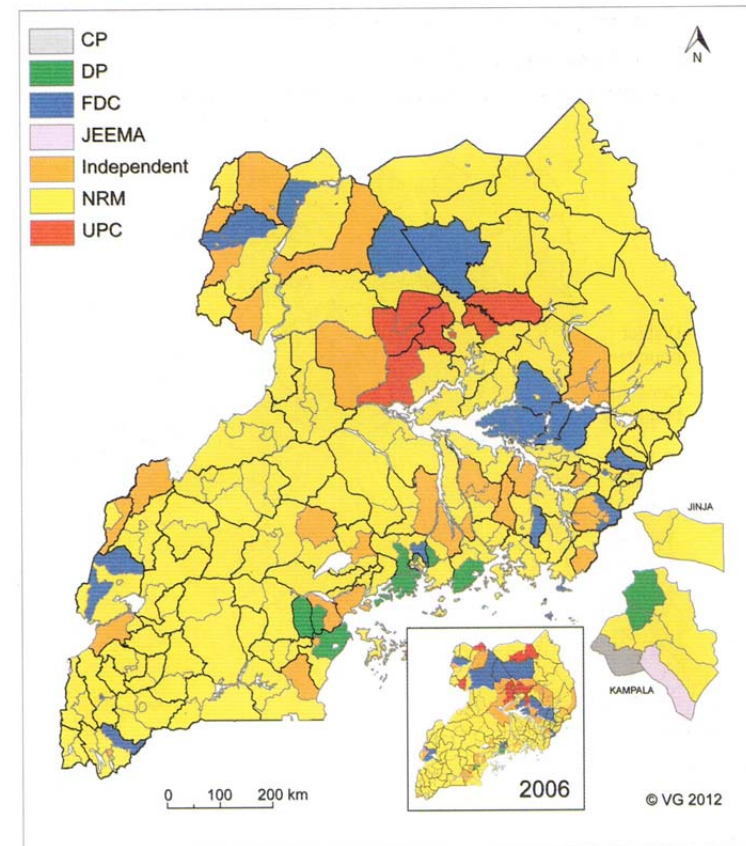 CP
DP
FDC
JEEMA
Independent
NRM
UPC
N
JINJA
KAMPALA
0 100 200 km
2006
© VG 2012